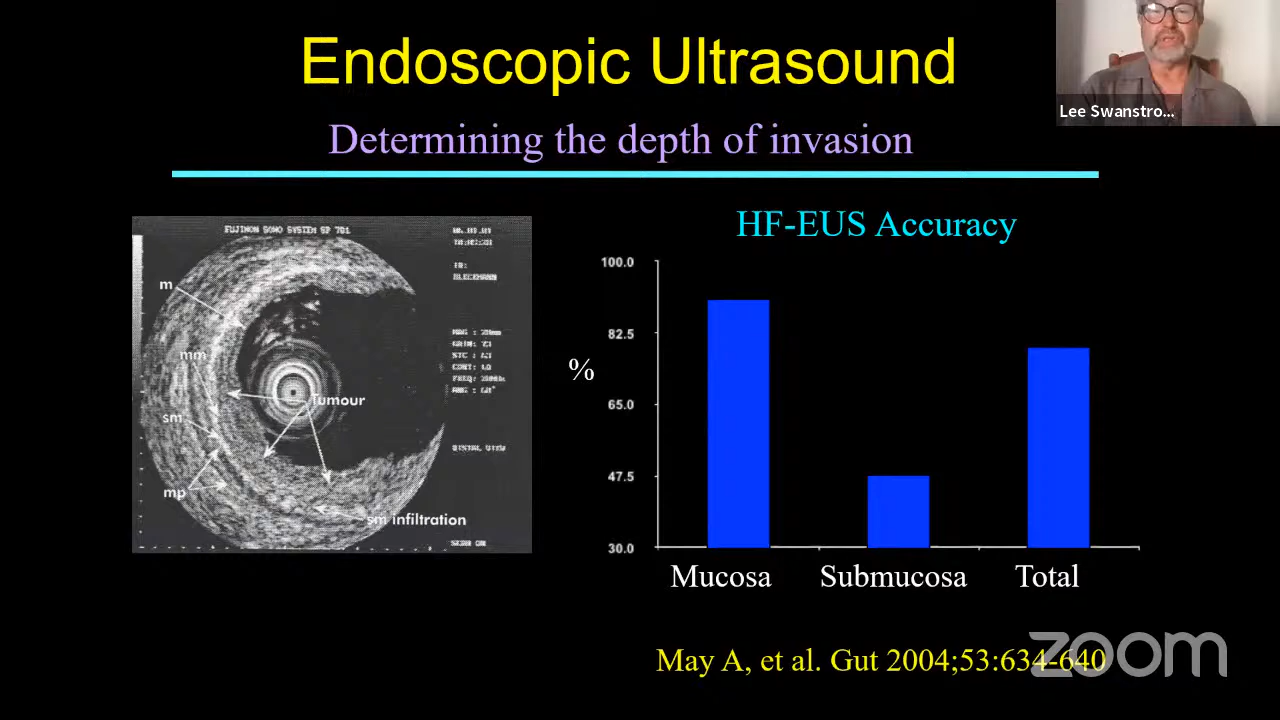 Endoscopic Ultrasound
Lee Swanstro...
Determining the depth of invasion
HF-EUS Accuracy
FUJINON SONO SYSTEM SP 701
m
mm
sm
mp
Tumour
sm infiltration
%
100.0
82.5
65.0
47.5
30.0
Mucosa Submucosa Total
May A, et al. Gut 2004;53:634-640
zoom